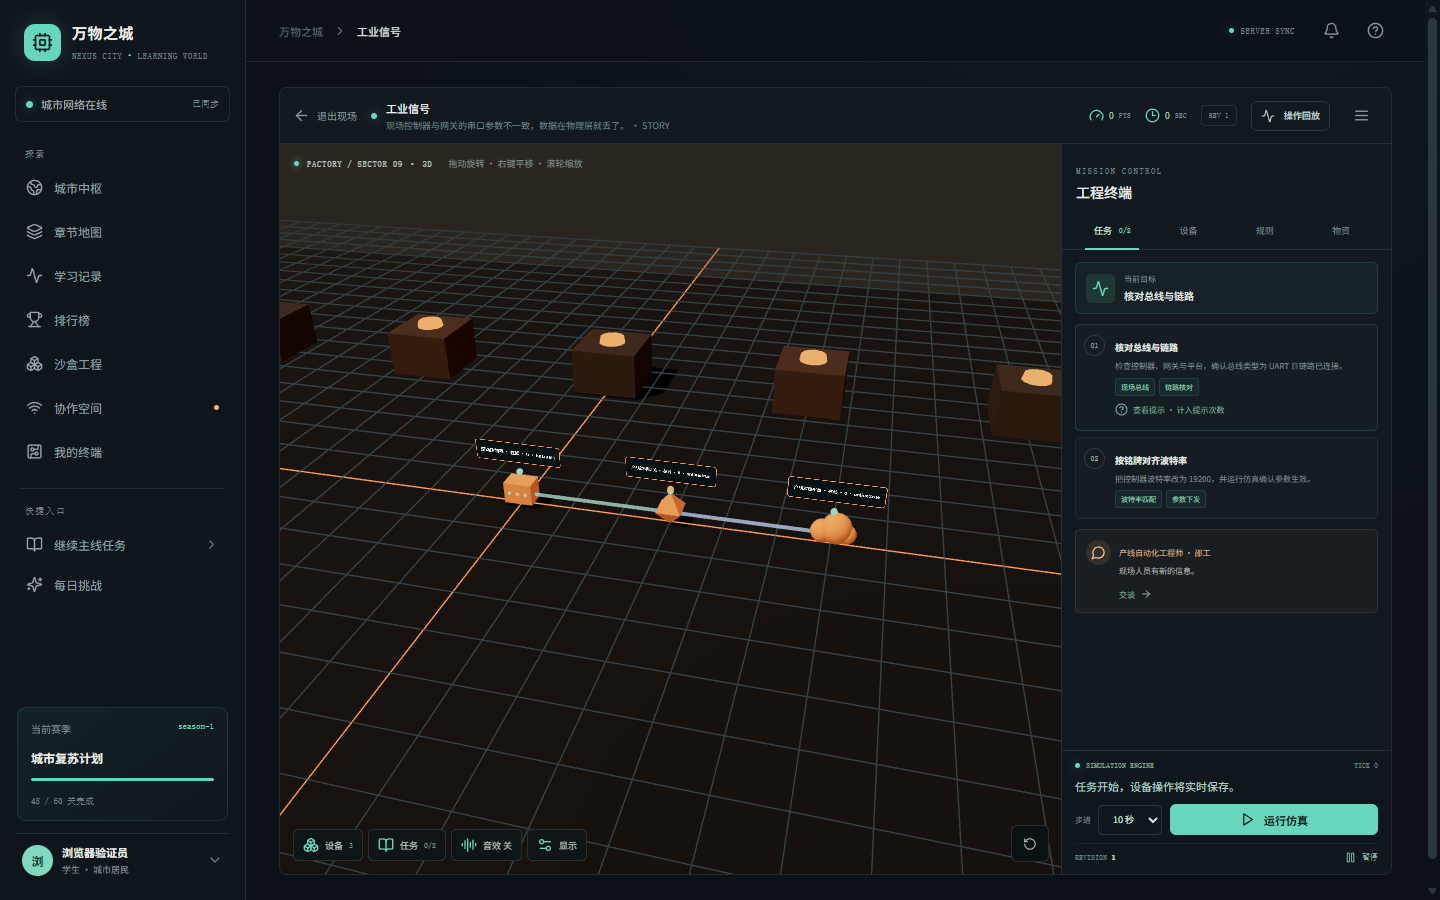 万物之城
NEXUS CITY • LEARNING WORLD
城市网络在线
已同步
探索
城市中枢
章节地图
学习记录
排行榜
沙盒工程
协作空间
我的终端
快捷入口
继续主线任务
每日挑战
当前赛季
season-1
城市复苏计划
48 / 60 关完成
浏
浏览器验证员
学生 · 城市居民
万物之城
工业信号
SERVER SYNC
退出现场
工业信号
现场控制器与网关的串口参数不一致，数据在物理层就丢了。 · STORY
0 PTS
0 SEC
REV 1
操作回放
FACTORY / SECTOR 09 · 3D
拖动旋转 · 右键平移 · 滚轮缩放
设备 3
任务 0/2
音效 关
显示
MISSION CONTROL
工程终端
任务 0/2
设备
规则
物资
当前目标
核对总线与链路
01
核对总线与链路
检查控制器、网关与平台，确认总线类型为 UART 且链路已连接。
现场总线
链路核对
查看提示 · 计入提示次数
02
按铭牌对齐波特率
把控制器波特率改为 19200，并运行仿真确认参数生效。
波特率匹配
参数下发
产线自动化工程师 · 邵工
现场人员有新的信息。
交谈
SIMULATION ENGINE
TICK 0
任务开始，设备操作将实时保存。
步进
10 秒
运行仿真
REVISION 1
暂停